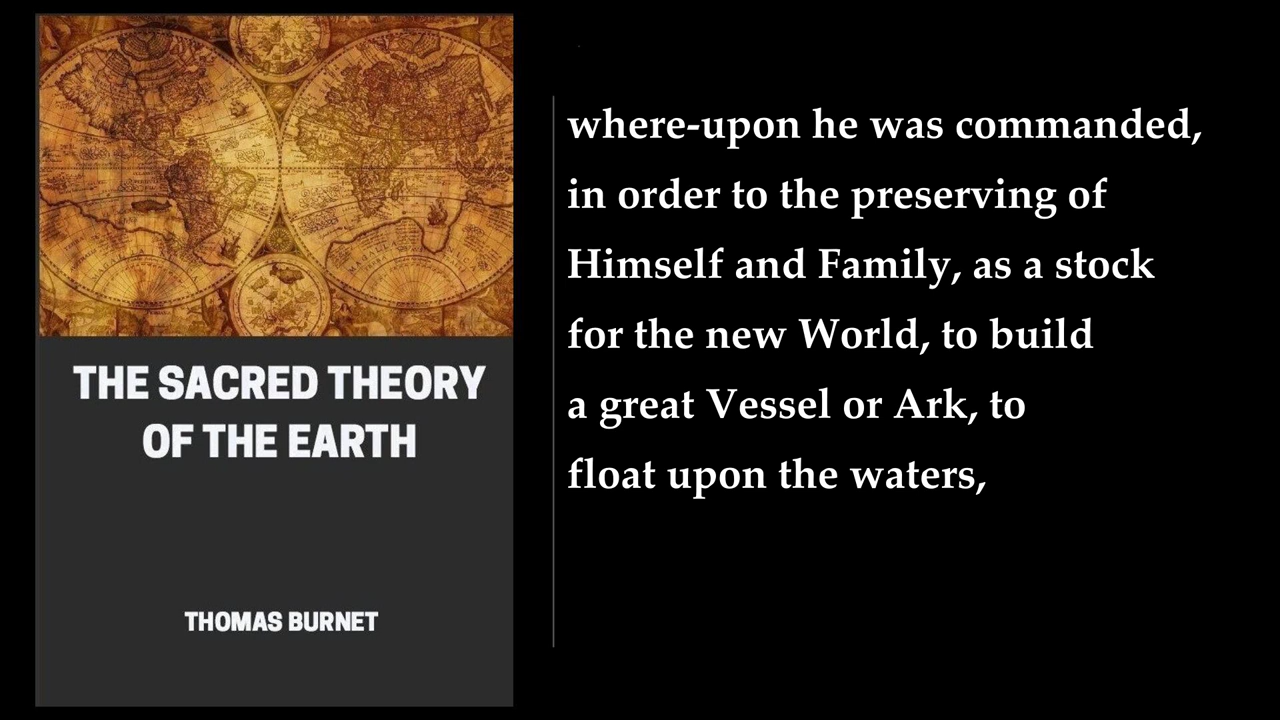 THE SACRED THEORY
OF THE EARTH
THOMAS BURNET
where-upon he was commanded,
in order to the preserving of
Himself and Family, as a stock
for the new World, to build
a great Vessel or Ark, to
float upon the waters,